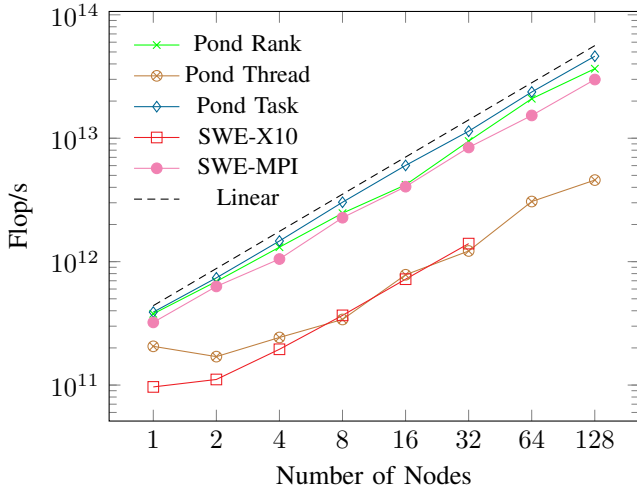 10^14
10^13
10^12
10^11
Flop/s
Pond Rank
Pond Thread
Pond Task
SWE-X10
SWE-MPI
Linear
1 2 4 8 16 32 64 128
Number of Nodes